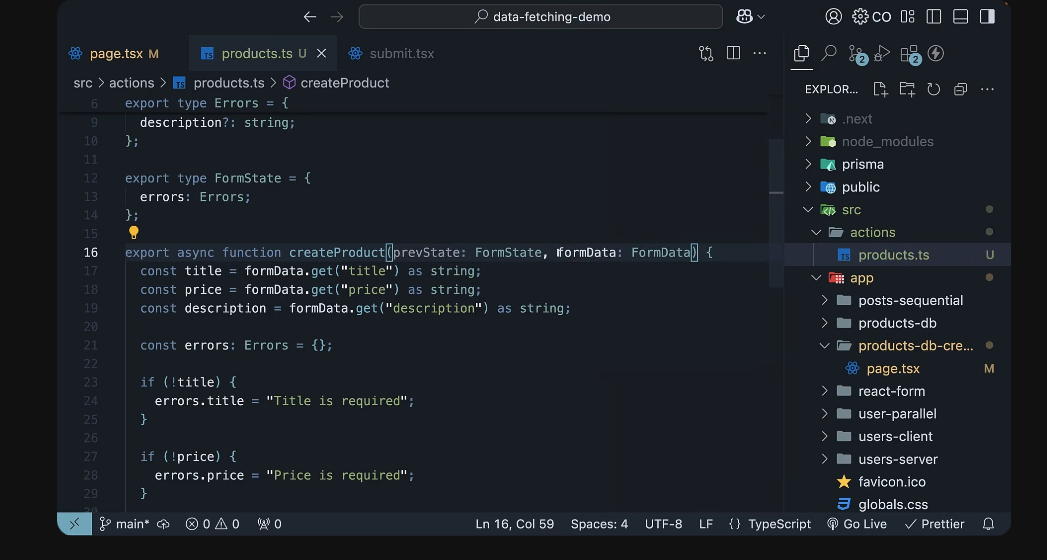 data-fetching-demo
CO
page.tsx M
TS products.ts U
submit.tsx
2
2
src > actions > TS products.ts > createProduct
EXPLOR...
6 export type Errors = {
9 description?: string;
10 };
11
12 export type FormState = {
13 errors: Errors;
14 };
15
16 export async function createProduct(prevState: FormState, formData: FormData) {
17 const title = formData.get("title") as string;
18 const price = formData.get("price") as string;
19 const description = formData.get("description") as string;
20
21 const errors: Errors = {};
22
23 if (!title) {
24 errors.title = "Title is required";
25 }
26
27 if (!price) {
28 errors.price = "Price is required";
29 }
.next
node_modules
prisma
public
src
actions
TS products.ts U
app
posts-sequential
products-db
products-db-cre...
page.tsx M
react-form
user-parallel
users-client
users-server
favicon.ico
globals.css
main* 0 0 0 Ln 16, Col 59 Spaces: 4 UTF-8 LF {} TypeScript Go Live Prettier